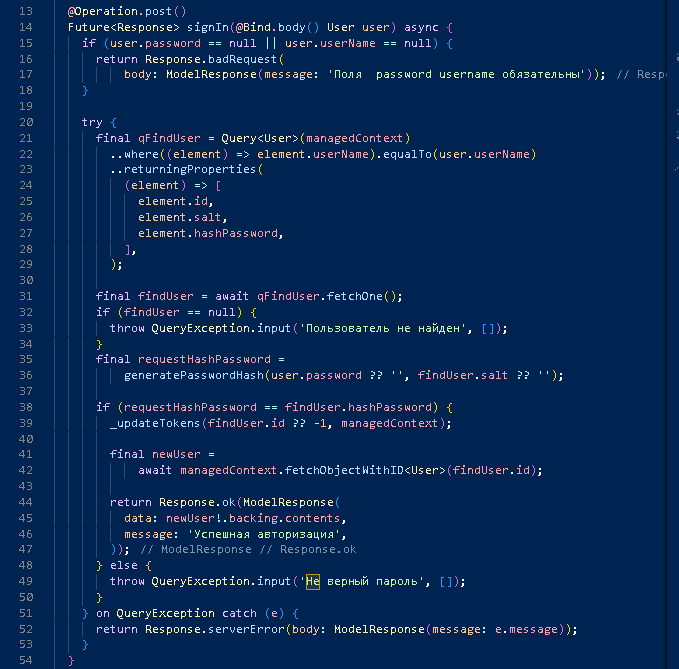 13 @Operation.post()
14 Future<Response> signIn(@Bind.body() User user) async {
15 if (user.password == null || user.userName == null) {
16 return Response.badRequest(
17 body: ModelResponse(message: 'Поля  password username обязательны')); // Resp
18 }
19
20 try {
21 final qFindUser = Query<User>(managedContext)
22 ..where((element) => element.userName).equalTo(user.userName)
23 ..returningProperties(
24 (element) => [
25 element.id,
26 element.salt,
27 element.hashPassword,
28 ],
29 );
30
31 final findUser = await qFindUser.fetchOne();
32 if (findUser == null) {
33 throw QueryException.input('Пользователь не найден', []);
34 }
35 final requestHashPassword =
36 generatePasswordHash(user.password ?? '', findUser.salt ?? '');
37
38 if (requestHashPassword == findUser.hashPassword) {
39 _updateTokens(findUser.id ?? -1, managedContext);
40
41 final newUser =
42 await managedContext.fetchObjectWithID<User>(findUser.id);
43
44 return Response.ok(ModelResponse(
45 data: newUser!.backing.contents,
46 message: 'Успешная авторизация',
47 )); // ModelResponse // Response.ok
48 } else {
49 throw QueryException.input('Не верный пароль', []);
50 }
51 } on QueryException catch (e) {
52 return Response.serverError(body: ModelResponse(message: e.message));
53 }
54 }